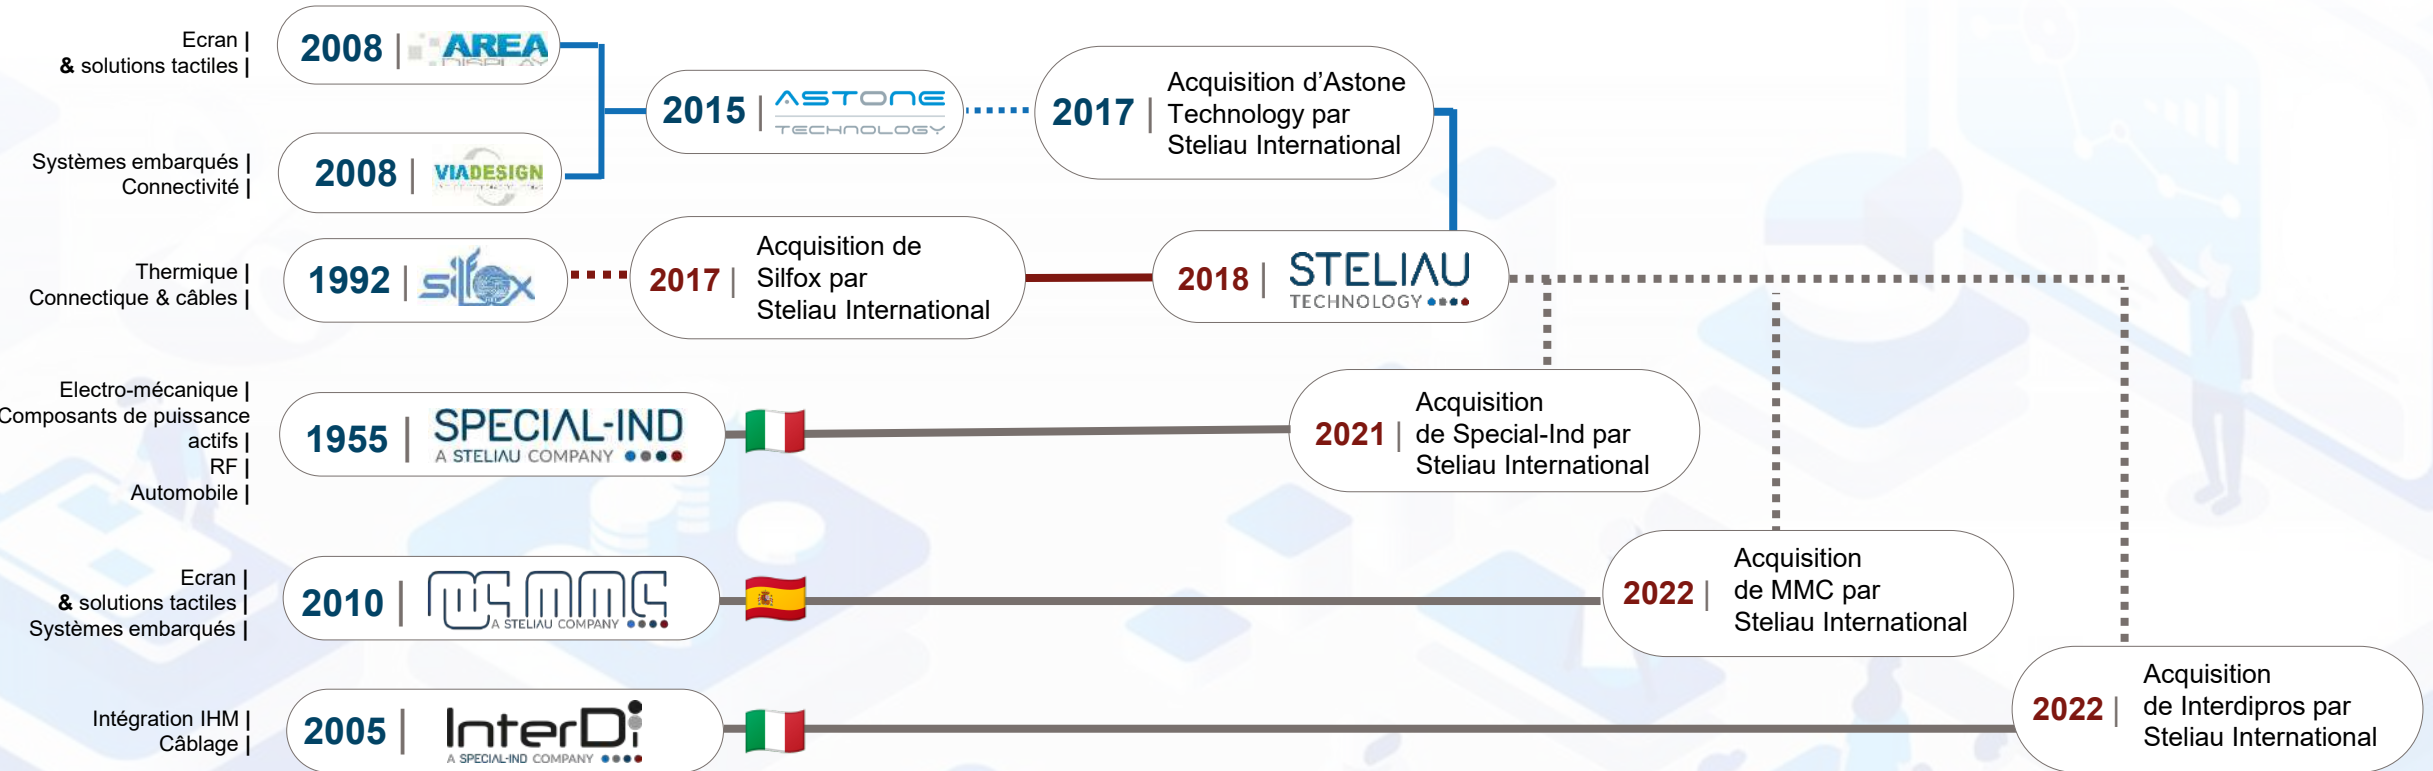 Ecran |
& solutions tactiles |
2008 | AREA
DISPLAY
Systèmes embarqués |
Connectivité |
2008 | VIADESIGN
2015 | ASTONE
TECHNOLOGY
2017 |
Acquisition d’Astone
Technology par
Steliau International
Thermique |
Connectique & câbles |
1992 | SILFOX
2017 |
Acquisition de
Silfox par
Steliau International
2018 | STELIAU
TECHNOLOGY
Electro-mécanique |
Composants de puissance
actifs |
RF |
Automobile |
1955 | SPECIAL-IND
A STELIAU COMPANY
2021 |
Acquisition
de Special-Ind par
Steliau International
Ecran |
& solutions tactiles |
Systèmes embarqués |
2010 | MMC
A STELIAU COMPANY
2022 |
Acquisition
de MMC par
Steliau International
Intégration IHM |
Câblage |
2005 | InterDi
A SPECIAL-IND COMPANY
2022 |
Acquisition
de Interdipros par
Steliau International